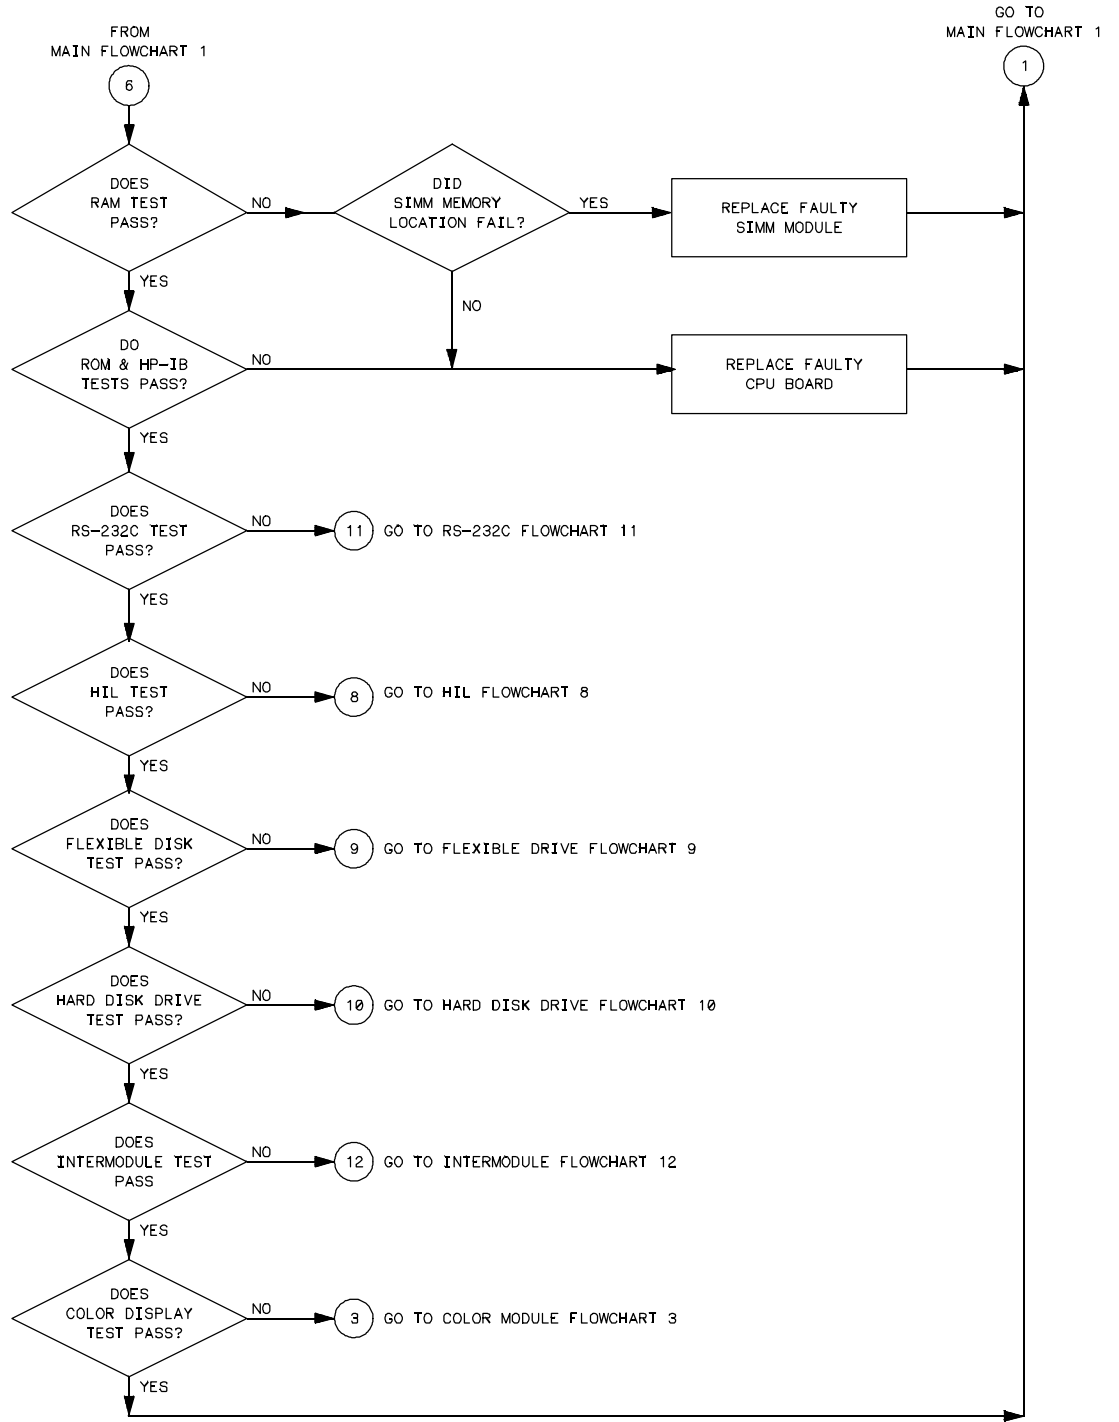 FROM
MAIN FLOWCHART 1
6
GO TO
MAIN FLOWCHART 1
1
DOES
RAM TEST
PASS?
NO
DID
SIMM MEMORY
LOCATION FAIL?
YES
REPLACE FAULTY
SIMM MODULE
YES
NO
DO
ROM & HP-IB
TESTS PASS?
NO
REPLACE FAULTY
CPU BOARD
YES
DOES
RS-232C TEST
PASS?
NO
11
GO TO RS-232C FLOWCHART 11
YES
DOES
HIL TEST
PASS?
NO
8
GO TO HIL FLOWCHART 8
YES
DOES
FLEXIBLE DISK
TEST PASS?
NO
9
GO TO FLEXIBLE DRIVE FLOWCHART 9
YES
DOES
HARD DISK DRIVE
TEST PASS?
NO
10
GO TO HARD DISK DRIVE FLOWCHART 10
YES
DOES
INTERMODULE TEST
PASS
NO
12
GO TO INTERMODULE FLOWCHART 12
YES
DOES
COLOR DISPLAY
TEST PASS?
NO
3
GO TO COLOR MODULE FLOWCHART 3
YES